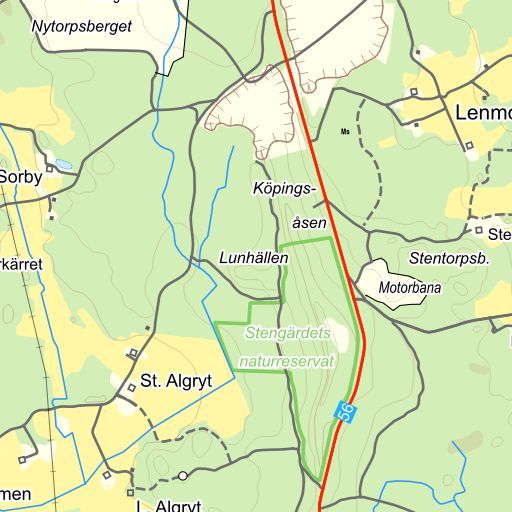 Nytorpsberget
Lenmo
Ms
Sorby
Köpings-
åsen
Ste
Lunhällen
Stentorpsb.
rkärret
Motorbana
Stengärdets
naturreservat
St. Algryt
56
men
L. Algryt